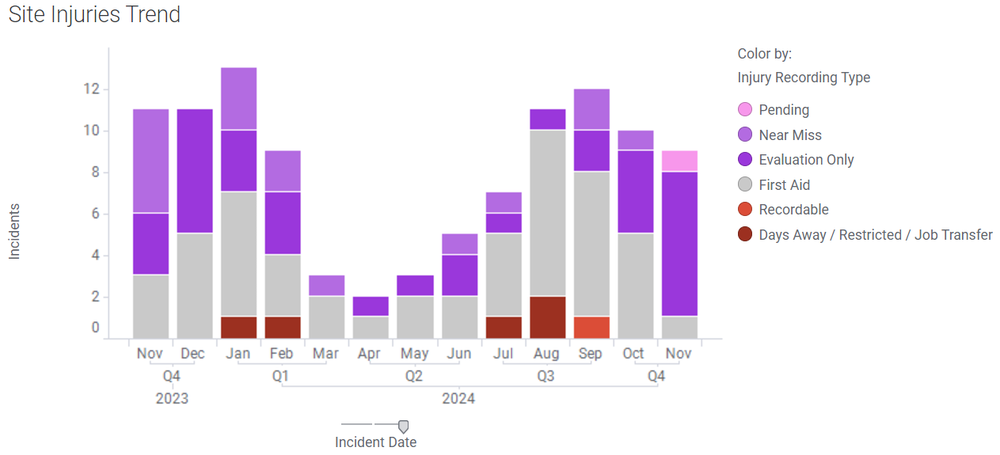 Site Injuries Trend
Incidents
12
10
8
6
4
2
0
Nov Dec Jan Feb Mar Apr May Jun Jul Aug Sep Oct Nov
Q4 Q1 Q2 Q3 Q4
2023 2024
Incident Date
Color by:
Injury Recording Type
Pending
Near Miss
Evaluation Only
First Aid
Recordable
Days Away / Restricted / Job Transfer